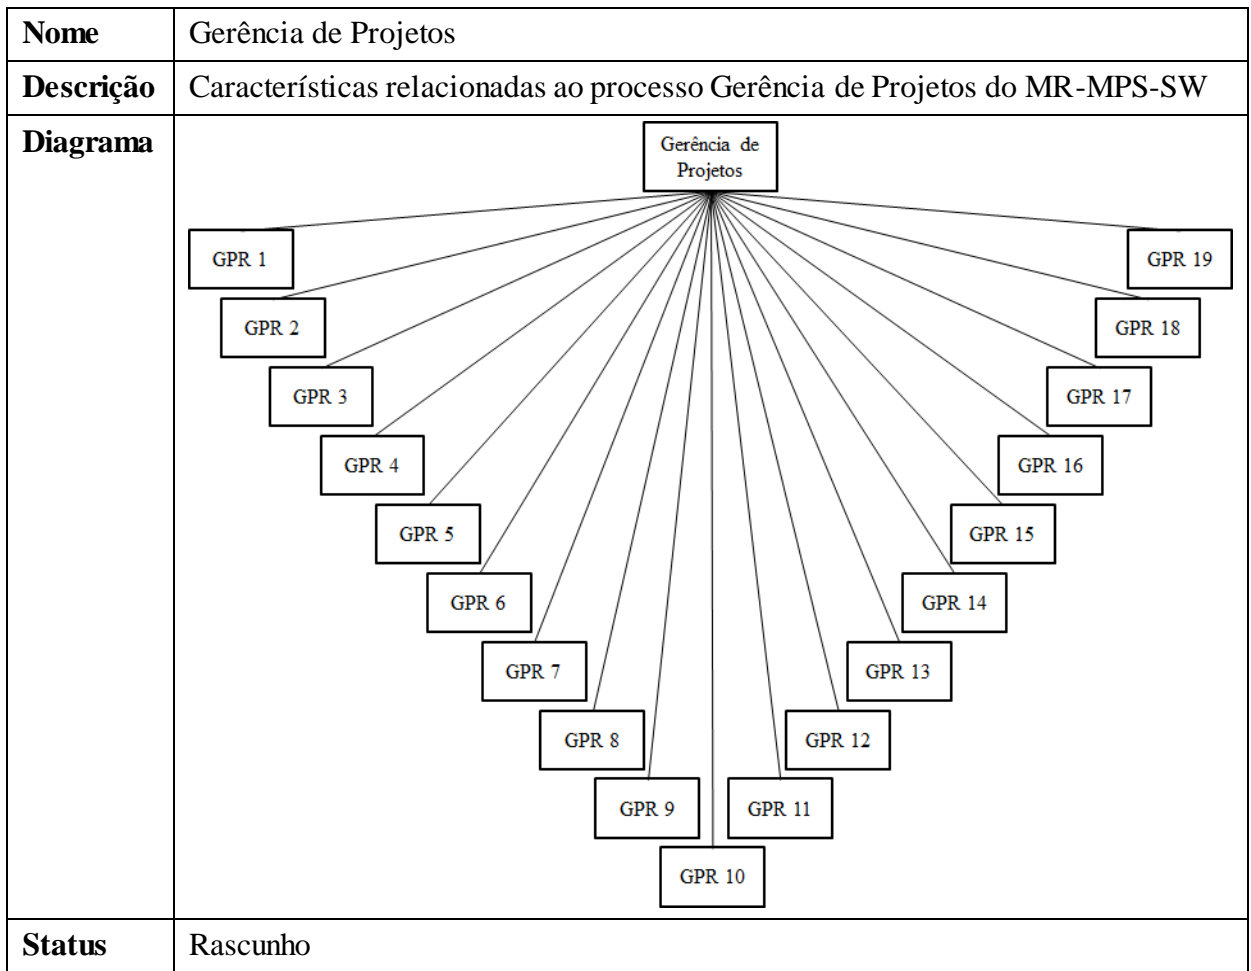 Nome Gerência de Projetos
Descrição Características relacionadas ao processo Gerência de Projetos do MR-MPS-SW
Diagrama
Gerência de
Projetos
GPR 1
GPR 19
GPR 2
GPR 18
GPR 3
GPR 17
GPR 4
GPR 16
GPR 5
GPR 15
GPR 6
GPR 14
GPR 7
GPR 13
GPR 8
GPR 12
GPR 9
GPR 11
GPR 10
Status Rascunho